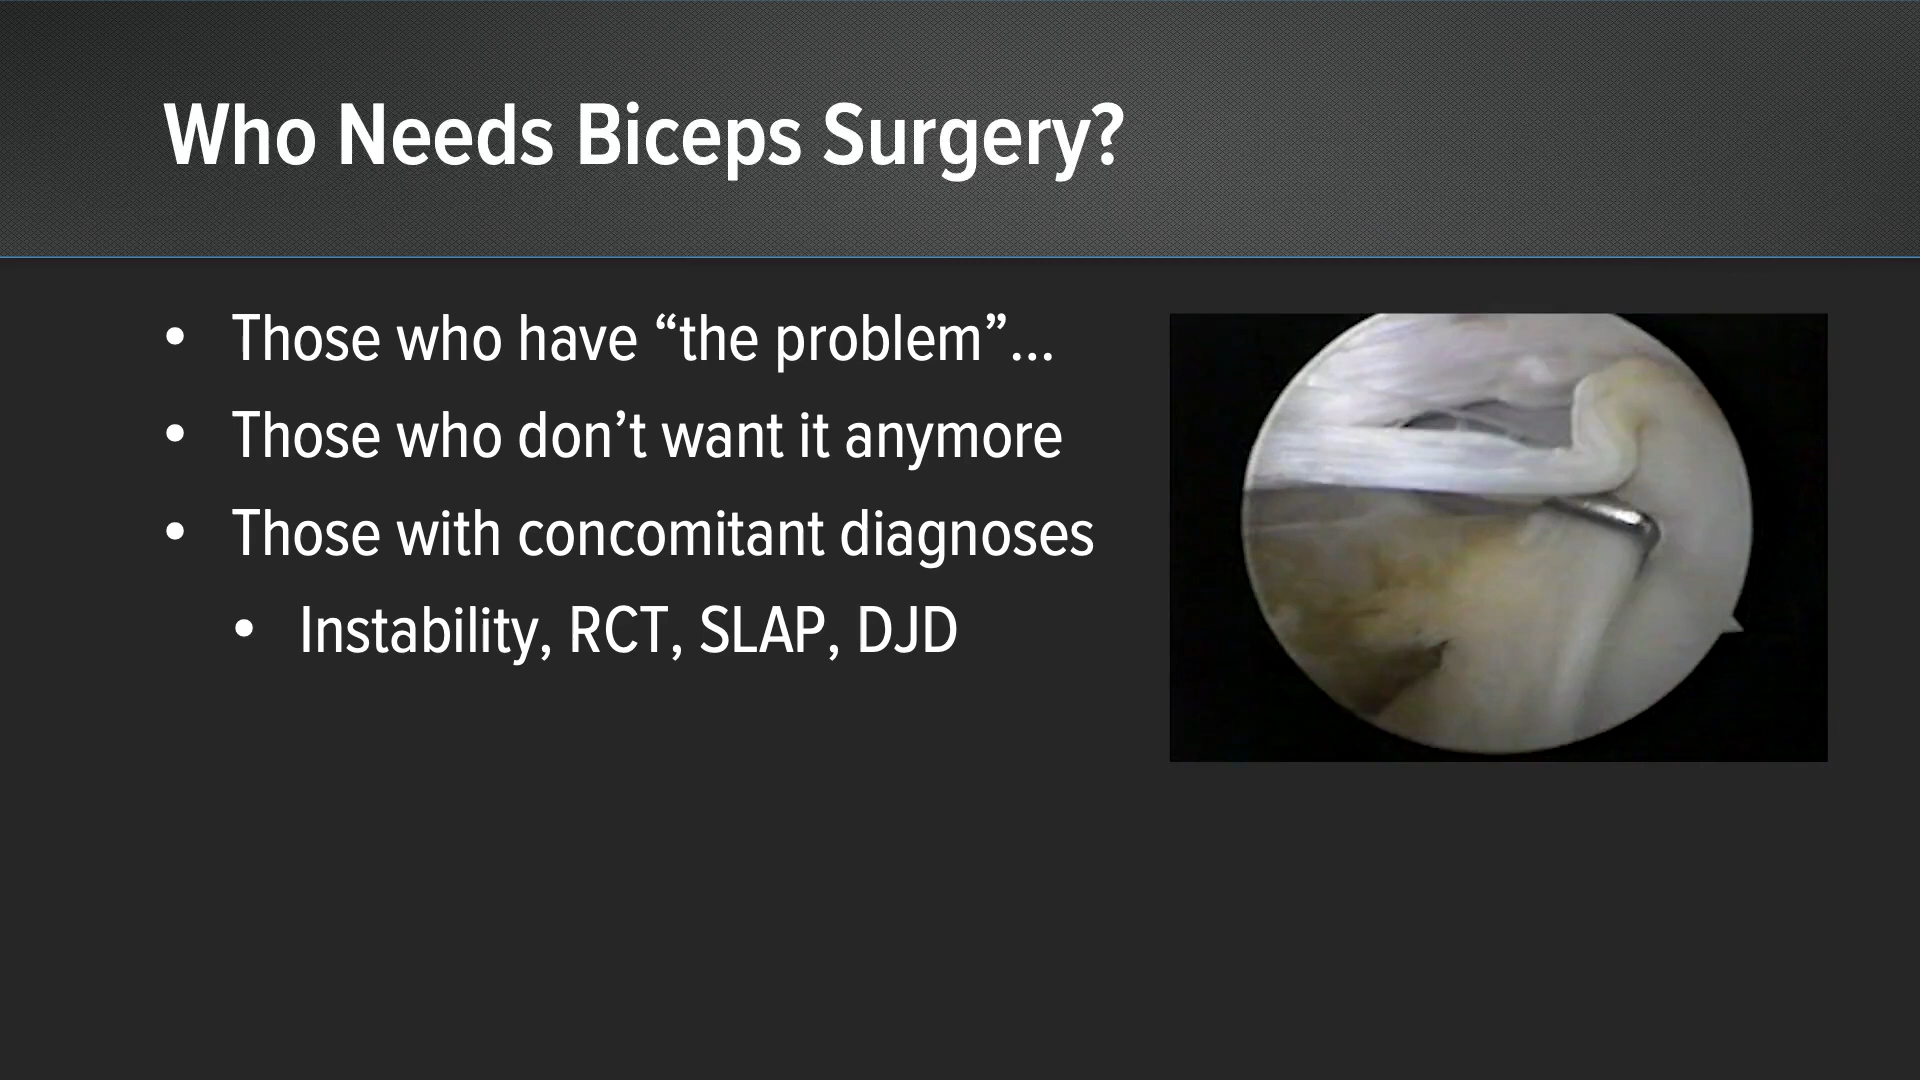 Who Needs Biceps Surgery?
• Those who have “the problem”…
• Those who don’t want it anymore
• Those with concomitant diagnoses
• Instability, RCT, SLAP, DJD